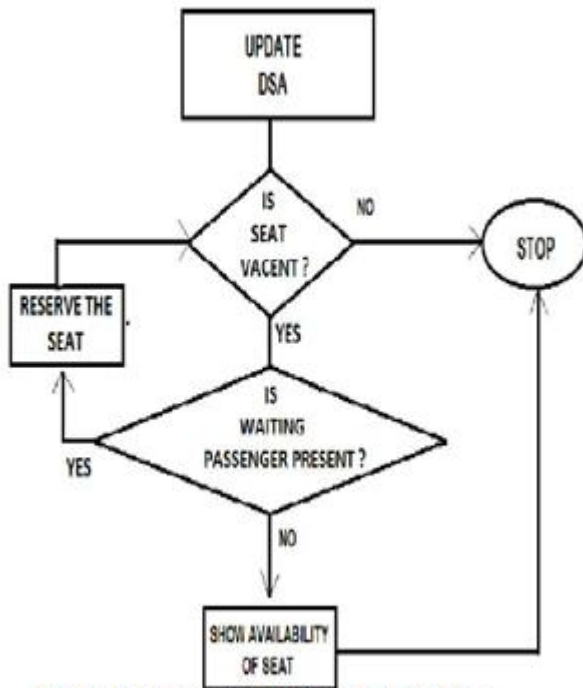 UPDATE
DSA
IS
SEAT
VACENT ?
NO
STOP
RESERVE THE
SEAT
YES
IS
WAITING
PASSENGER PRESENT ?
YES
NO
SHOW AVAILABILITY
OF SEAT